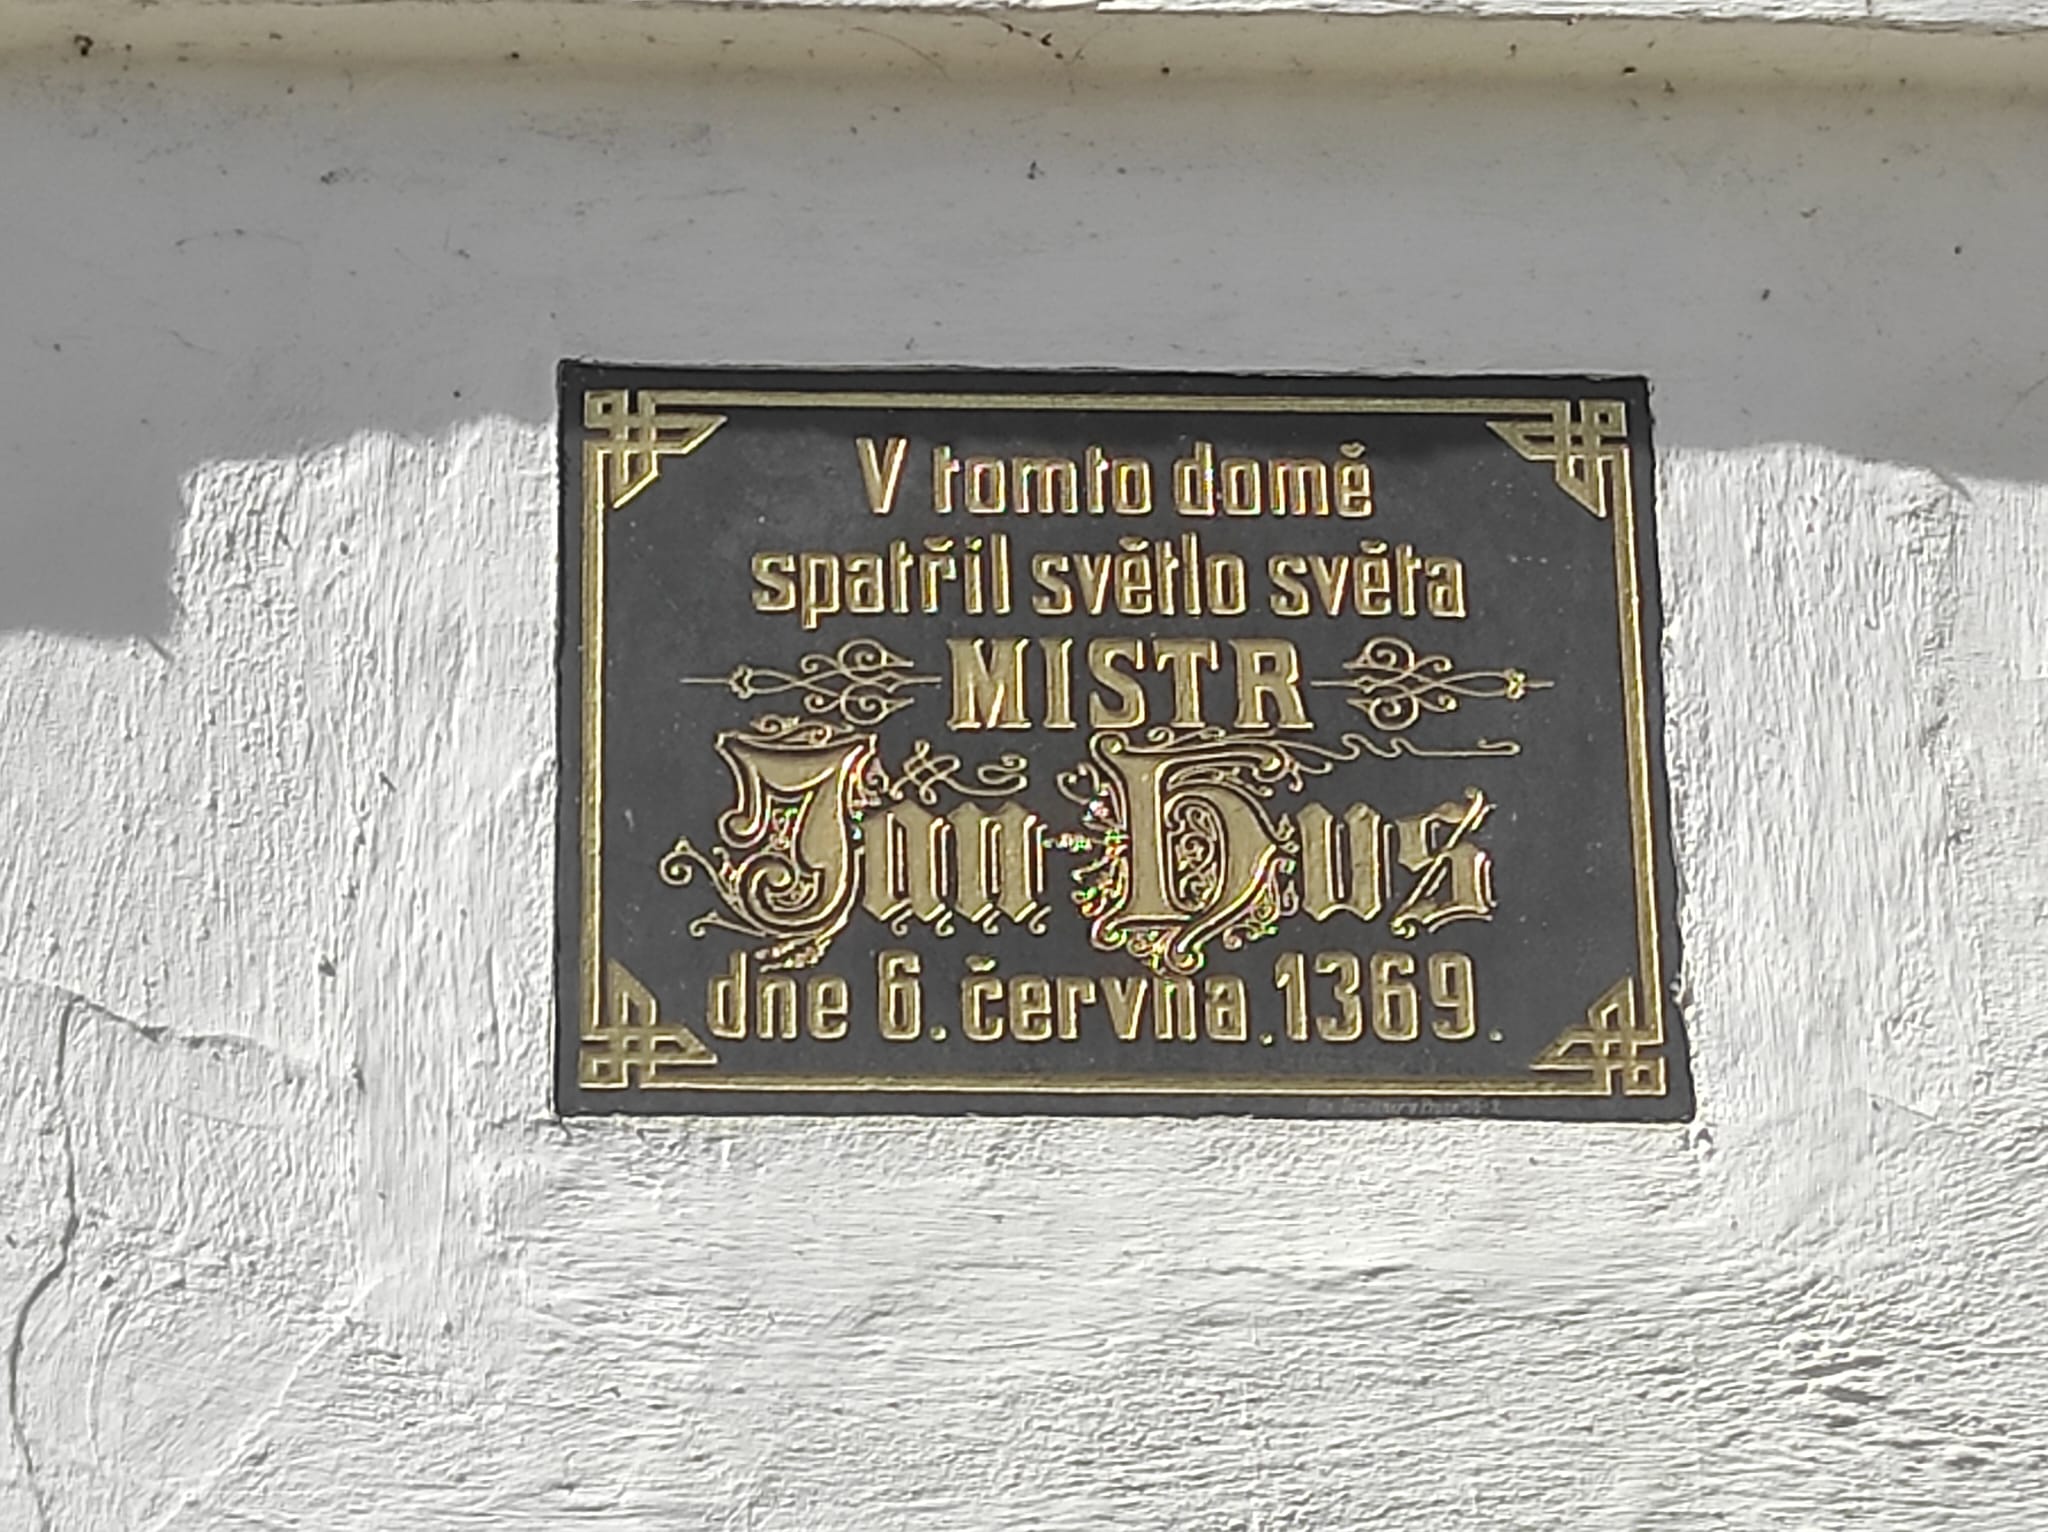 V tomto domě
spatřil světlo světa
MISTR
Jan Hus
dne 6. června.1369.